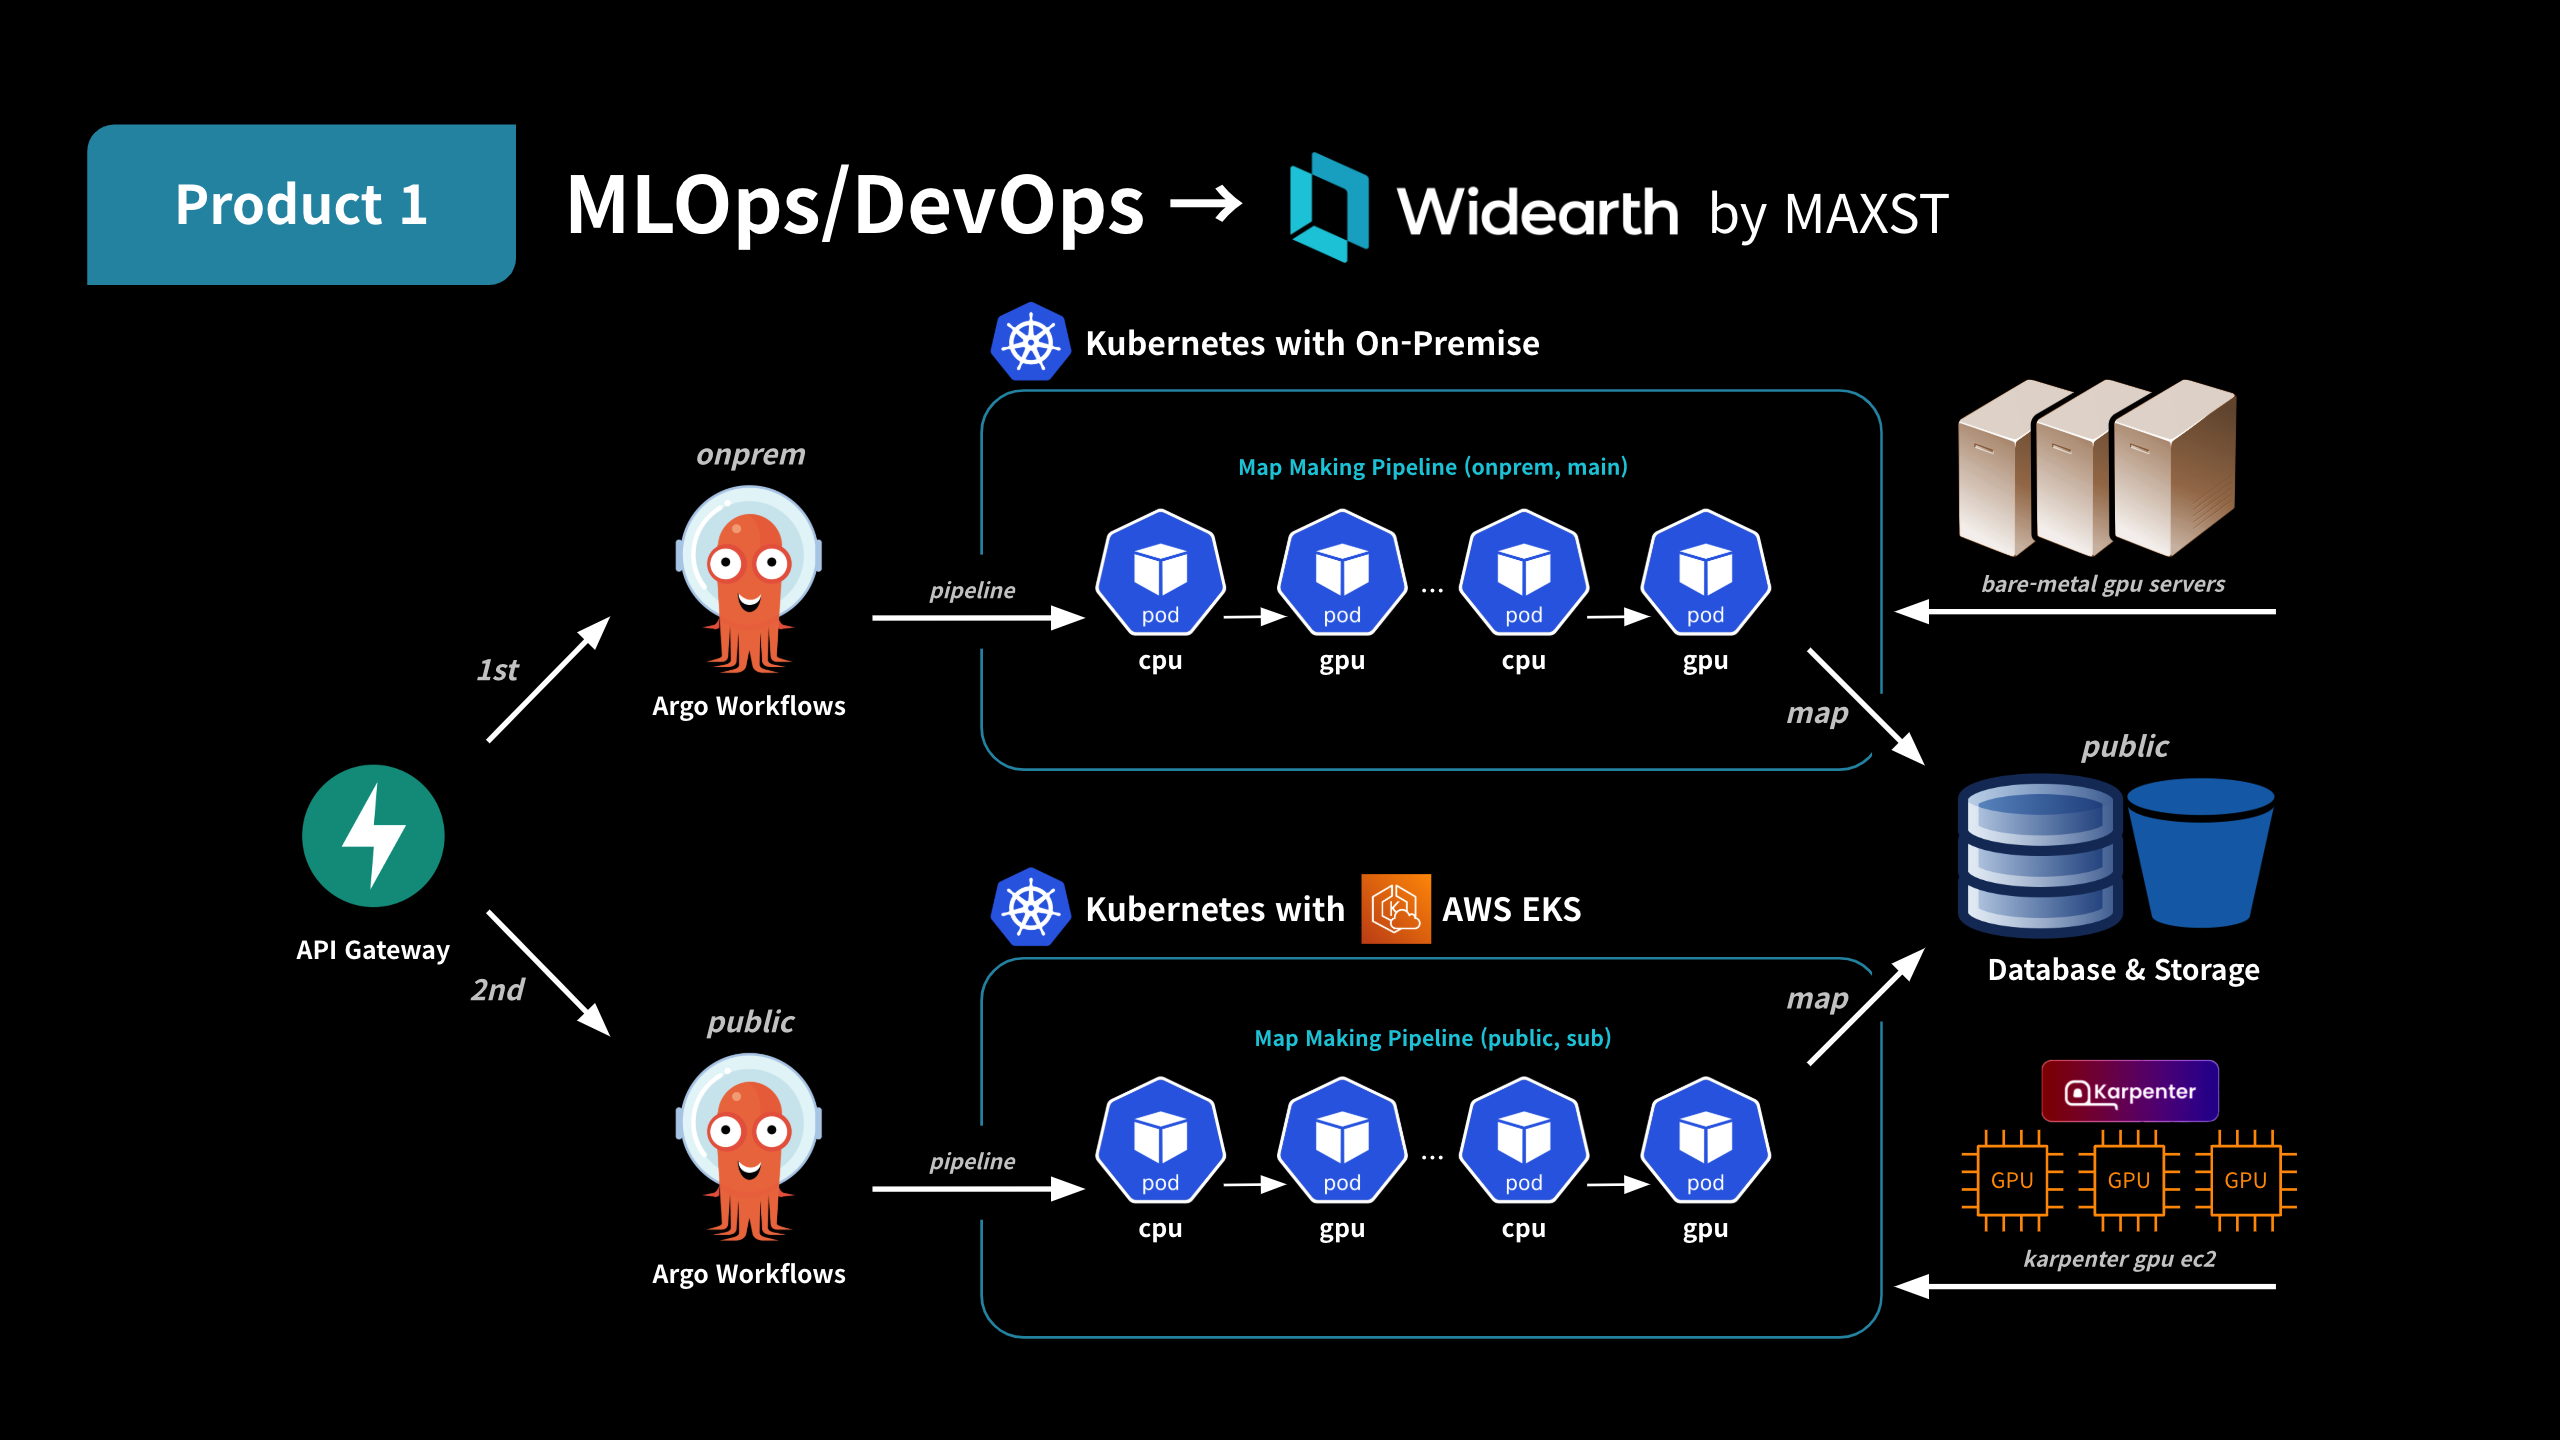 Product 1
MLOps/DevOps → Widearth by MAXST
Kubernetes with On-Premise
onprem
Map Making Pipeline (onprem, main)
pipeline
pod
pod
...
pod
pod
cpu
gpu
cpu
gpu
bare-metal gpu servers
1st
Argo Workflows
map
public
API Gateway
Database & Storage
2nd
Kubernetes with AWS EKS
map
public
Map Making Pipeline (public, sub)
Karpenter
pipeline
pod
pod
...
pod
pod
GPU
GPU
GPU
cpu
gpu
cpu
gpu
karpenter gpu ec2
Argo Workflows